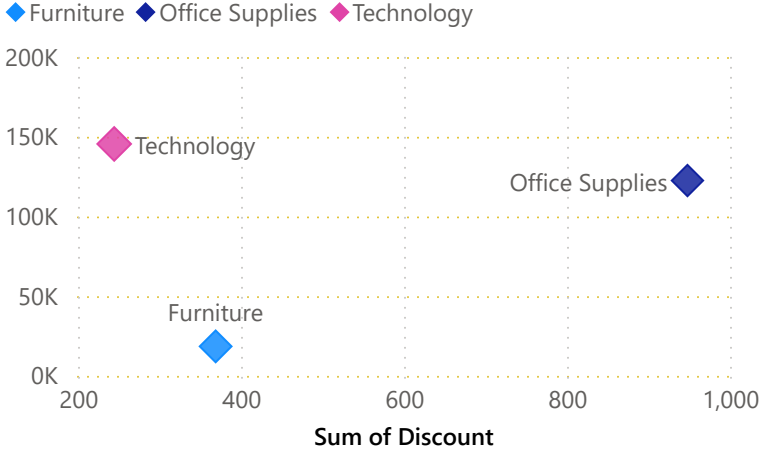 Furniture Office Supplies Technology
200K
150K
Technology
Office Supplies
100K
50K
Furniture
0K
200 400 600 800 1,000
Sum of Discount